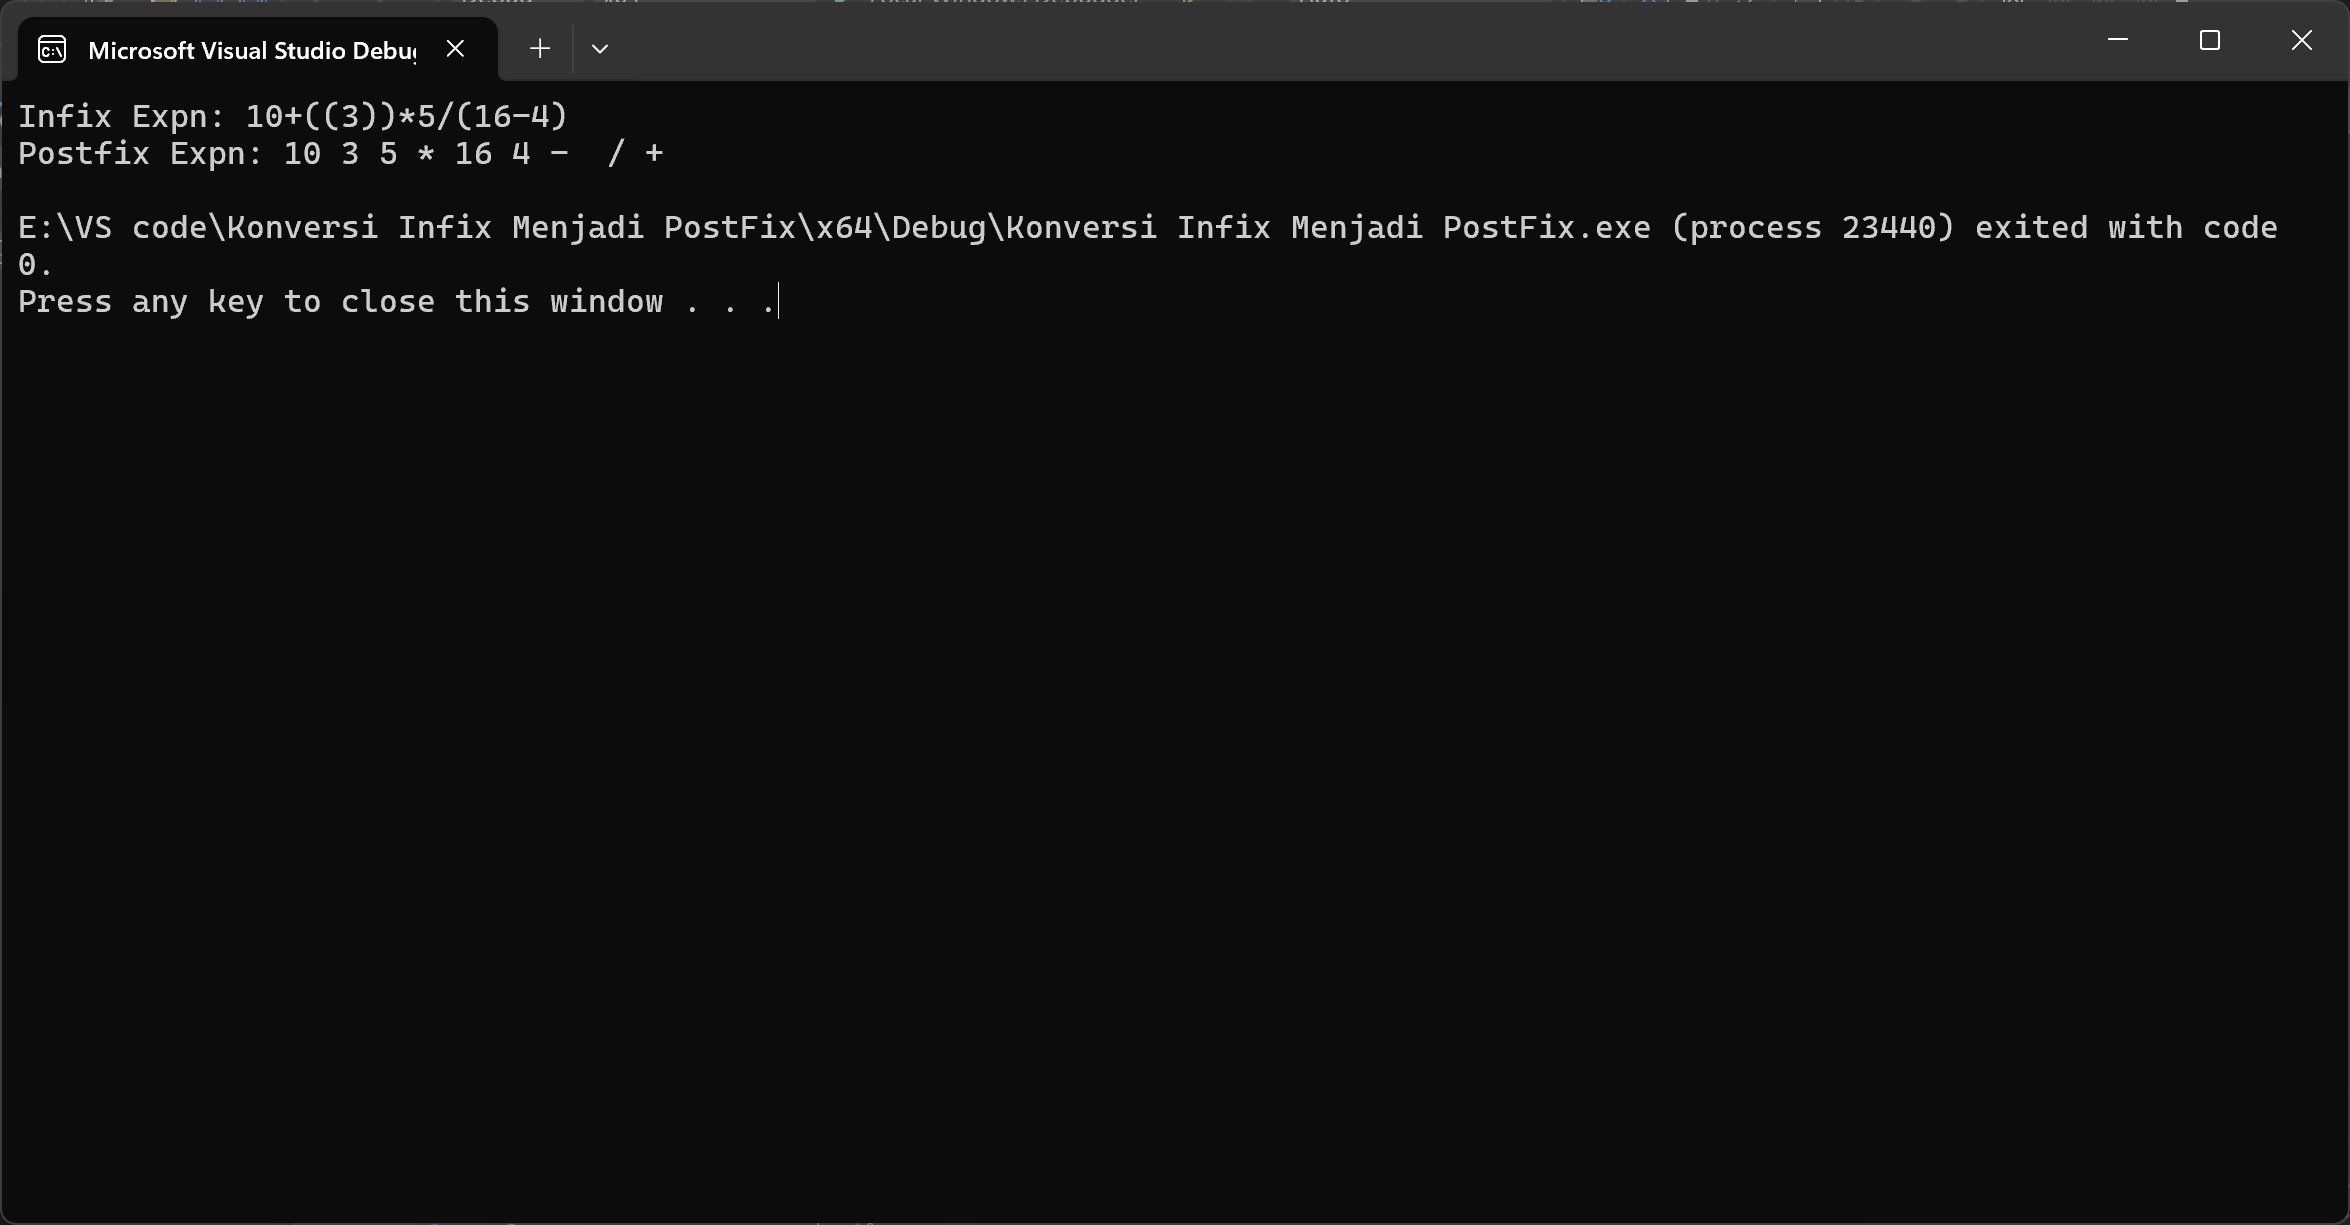 Microsoft Visual Studio Debu
Infix Expn: 10+((3))*5/(16-4)
Postfix Expn: 10 3 5 * 16 4 -  / +
E:\VS code\Konversi Infix Menjadi PostFix\x64\Debug\Konversi Infix Menjadi PostFix.exe (process 23440) exited with code
0.
Press any key to close this window . . .